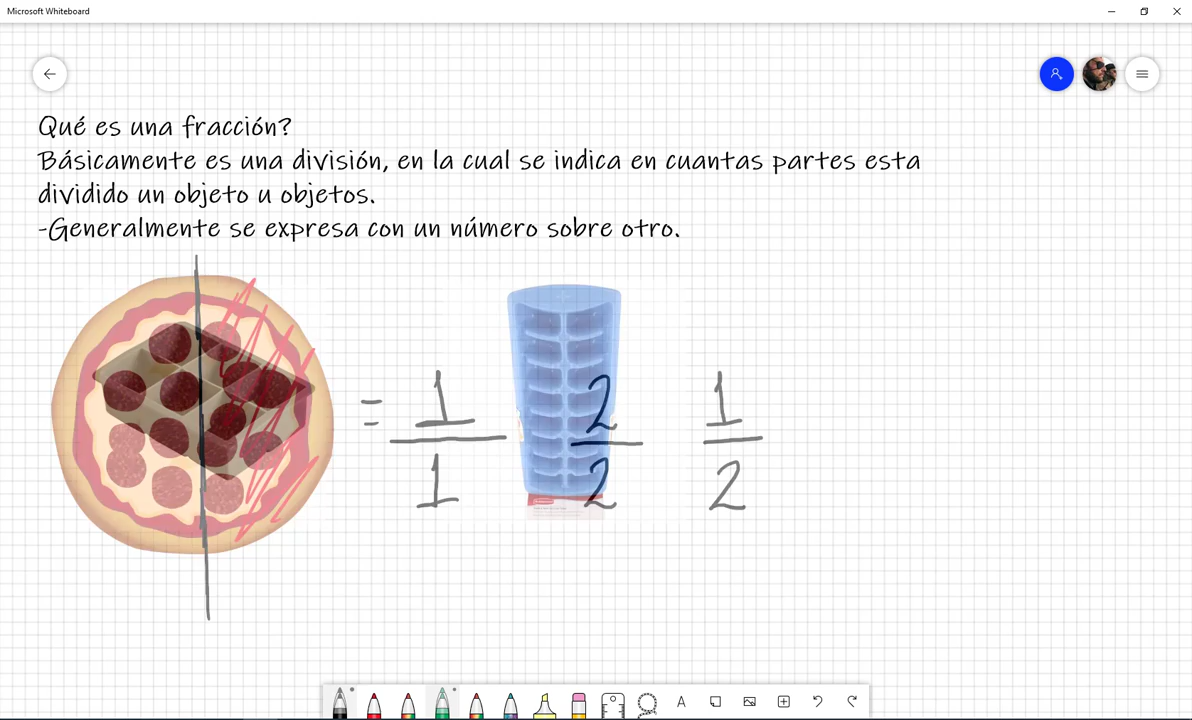 Microsoft Whiteboard
Qué es una fracción?
Básicamente es una división, en la cual se indica en cuantas partes esta
dividido un objeto u objetos.
-Generalmente se expresa con un número sobre otro.
= 1 2 1
1 2 2
A